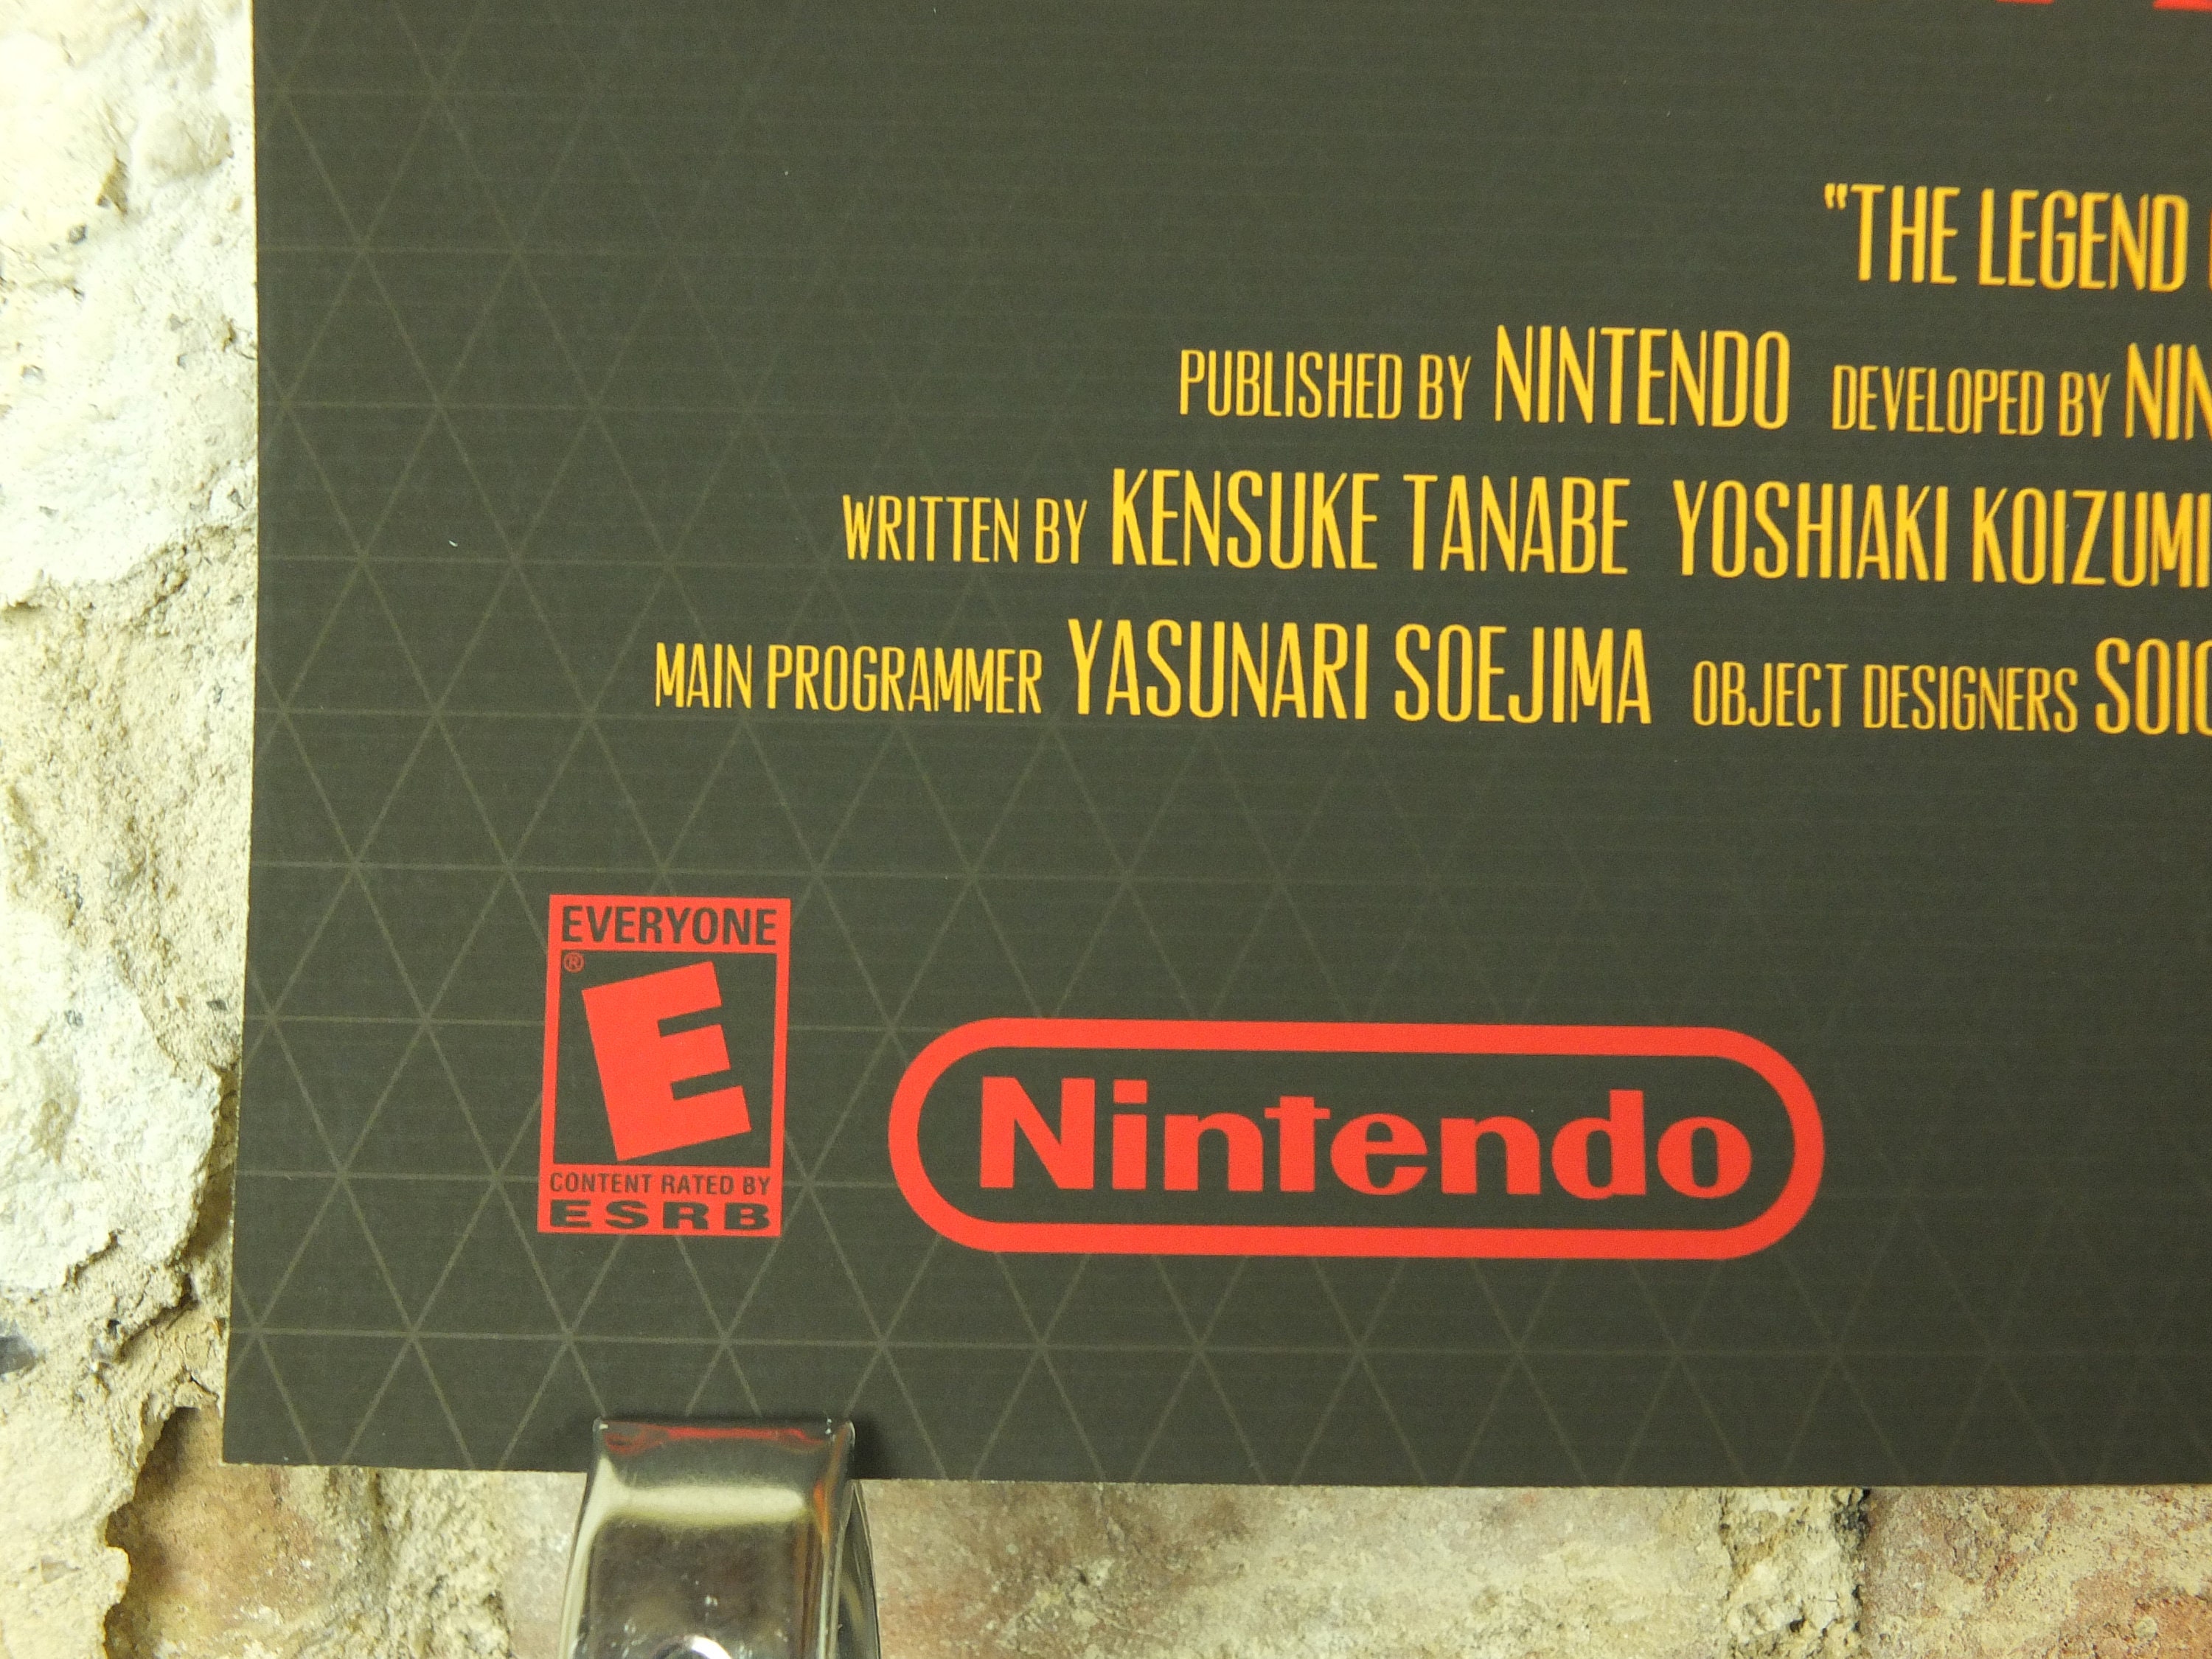 "THE LEGEND
PUBLISHED BY NINTENDO DEVELOPED BY
WRITTEN BY KENSUKE TANABE YOSHIAKI KOIZUMI
MAIN PROGRAMMER YASUNARI SOEJIMA OBJECT DESIGNERS
EVERYONE
®
E
CONTENT RATED BY
ESRB
Nintendo